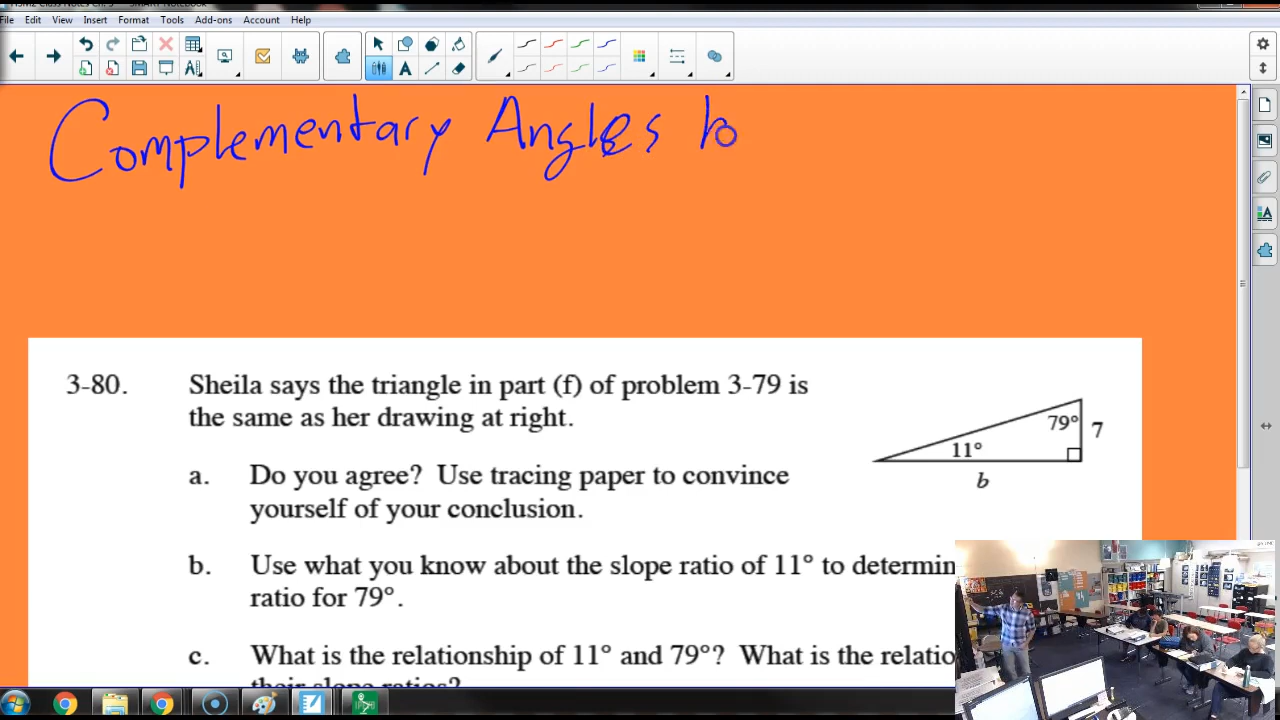 File Edit View Insert Format Tools Add-ons Account Help
Complementary Angles
3-80. Sheila says the triangle in part (f) of problem 3-79 is
the same as her drawing at right.
79° 7
11°
b
a. Do you agree? Use tracing paper to convince
yourself of your conclusion.
b. Use what you know about the slope ratio of 11° to determin
ratio for 79°.
c. What is the relationship of 11° and 79°? What is the relatio
their slope ratios?